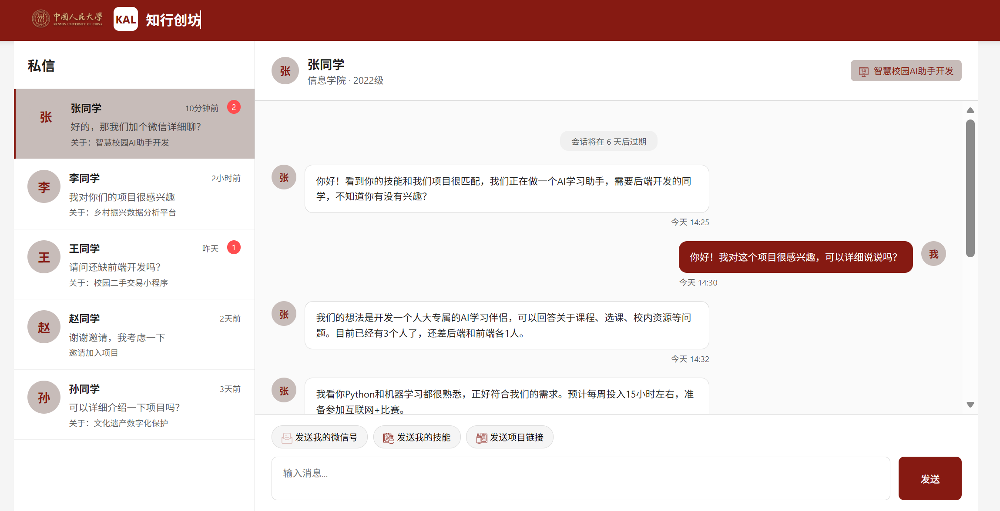 中国人民大学
RENMIN UNIVERSITY OF CHINA
KAL
知行创坊
私信
张
张同学
10分钟前
2
好的，那我们加个微信详细聊？
关于：智慧校园AI助手开发
李
李同学
2小时前
我对你们的项目很感兴趣
关于：乡村振兴数据分析平台
王
王同学
昨天
1
请问还缺前端开发吗？
关于：校园二手交易小程序
赵
赵同学
2天前
谢谢邀请，我考虑一下
邀请加入项目
孙
孙同学
3天前
可以详细介绍一下项目吗？
关于：文化遗产数字化保护
张
张同学
信息学院 · 2022级
智慧校园AI助手开发
会话将在 6 天后过期
张
你好！看到你的技能和我们项目很匹配，我们正在做一个AI学习助手，需要后端开发的同
学，不知道你有没有兴趣？
今天 14:25
你好！我对这个项目很感兴趣，可以详细说说吗？
我
今天 14:30
张
我们的想法是开发一个人大专属的AI学习伴侣，可以回答关于课程、选课、校内资源等问
题。目前已经有3个人了，还差后端和前端各1人。
今天 14:32
张
我看你Python和机器学习都很熟悉，正好符合我们的需求。预计每周投入15小时左右，准
备参加互联网+比赛。
发送我的微信号
发送我的技能
发送项目链接
输入消息...
发送